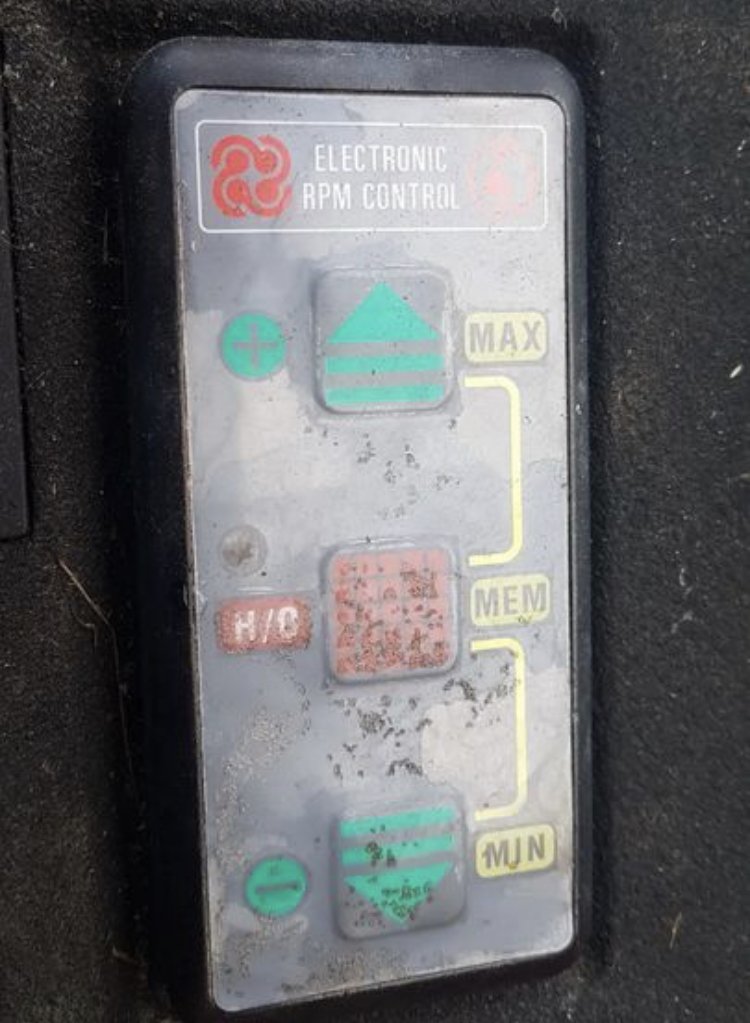 ELECTRONIC
RPM CONTROL
+
MAX
MEM
H/O
MIN
-